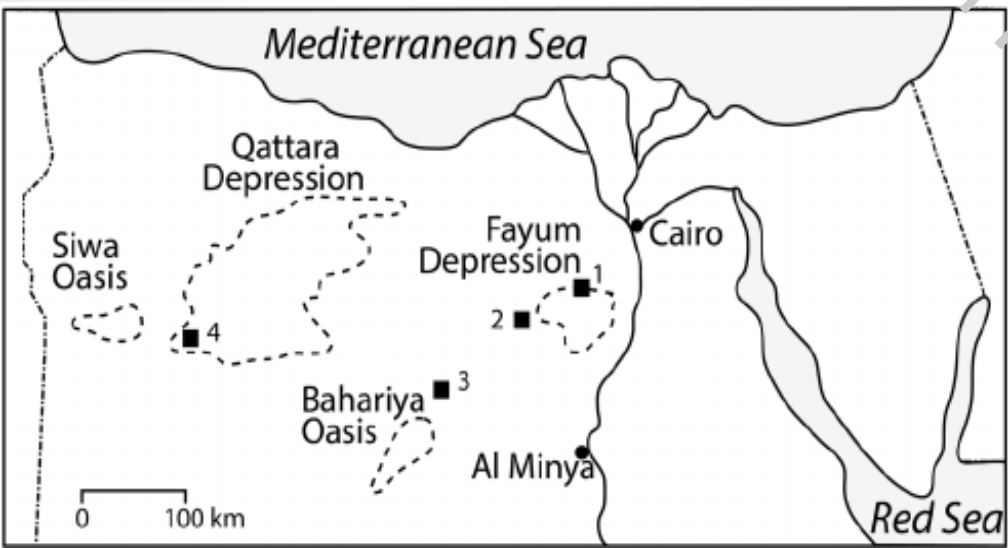 Mediterranean Sea
Qattara
Depression
Siwa
Oasis
Fayum
Depression
Cairo
1
2
4
3
Bahariya
Oasis
Al Minya
0 100 km
Red Sea